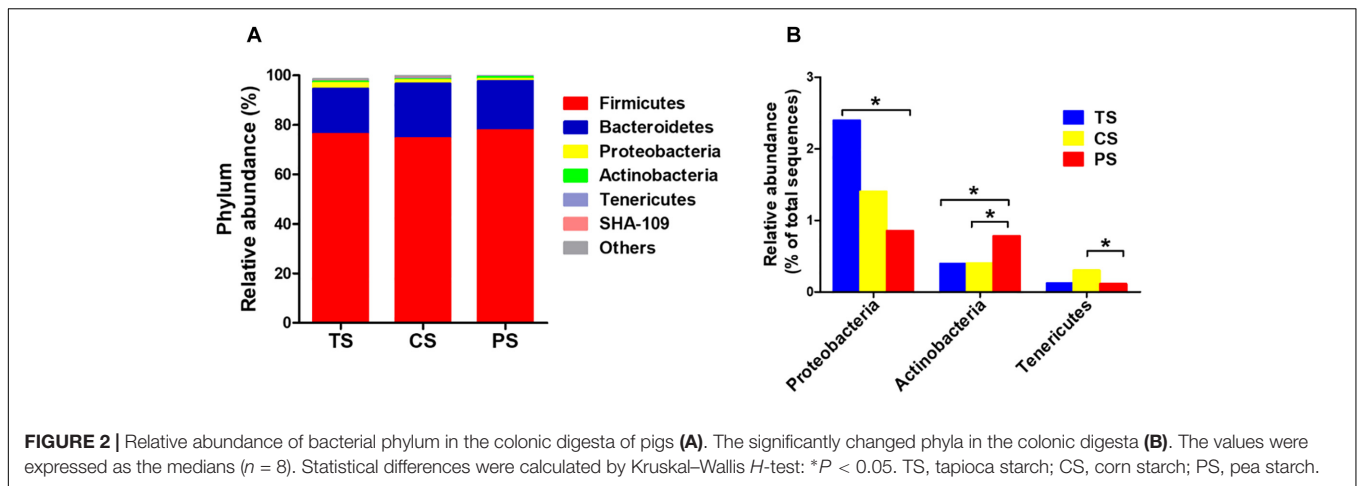 A
Phylum
Relative abundance (%)
100
80
60
40
20
0
TS CS PS
Firmicutes
Bacteroidetes
Proteobacteria
Actinobacteria
Tenericutes
SHA-109
Others
B
Relative abundance
(% of total sequences)
3
2
1
0
*
*
*
*
TS
CS
PS
Proteobacteria
Actinobacteria
Tenericutes
FIGURE 2 | Relative abundance of bacterial phylum in the colonic digesta of pigs (A). The significantly changed phyla in the colonic digesta (B). The values were
expressed as the medians (n = 8). Statistical differences were calculated by Kruskal–Wallis H-test: *P < 0.05. TS, tapioca starch; CS, corn starch; PS, pea starch.